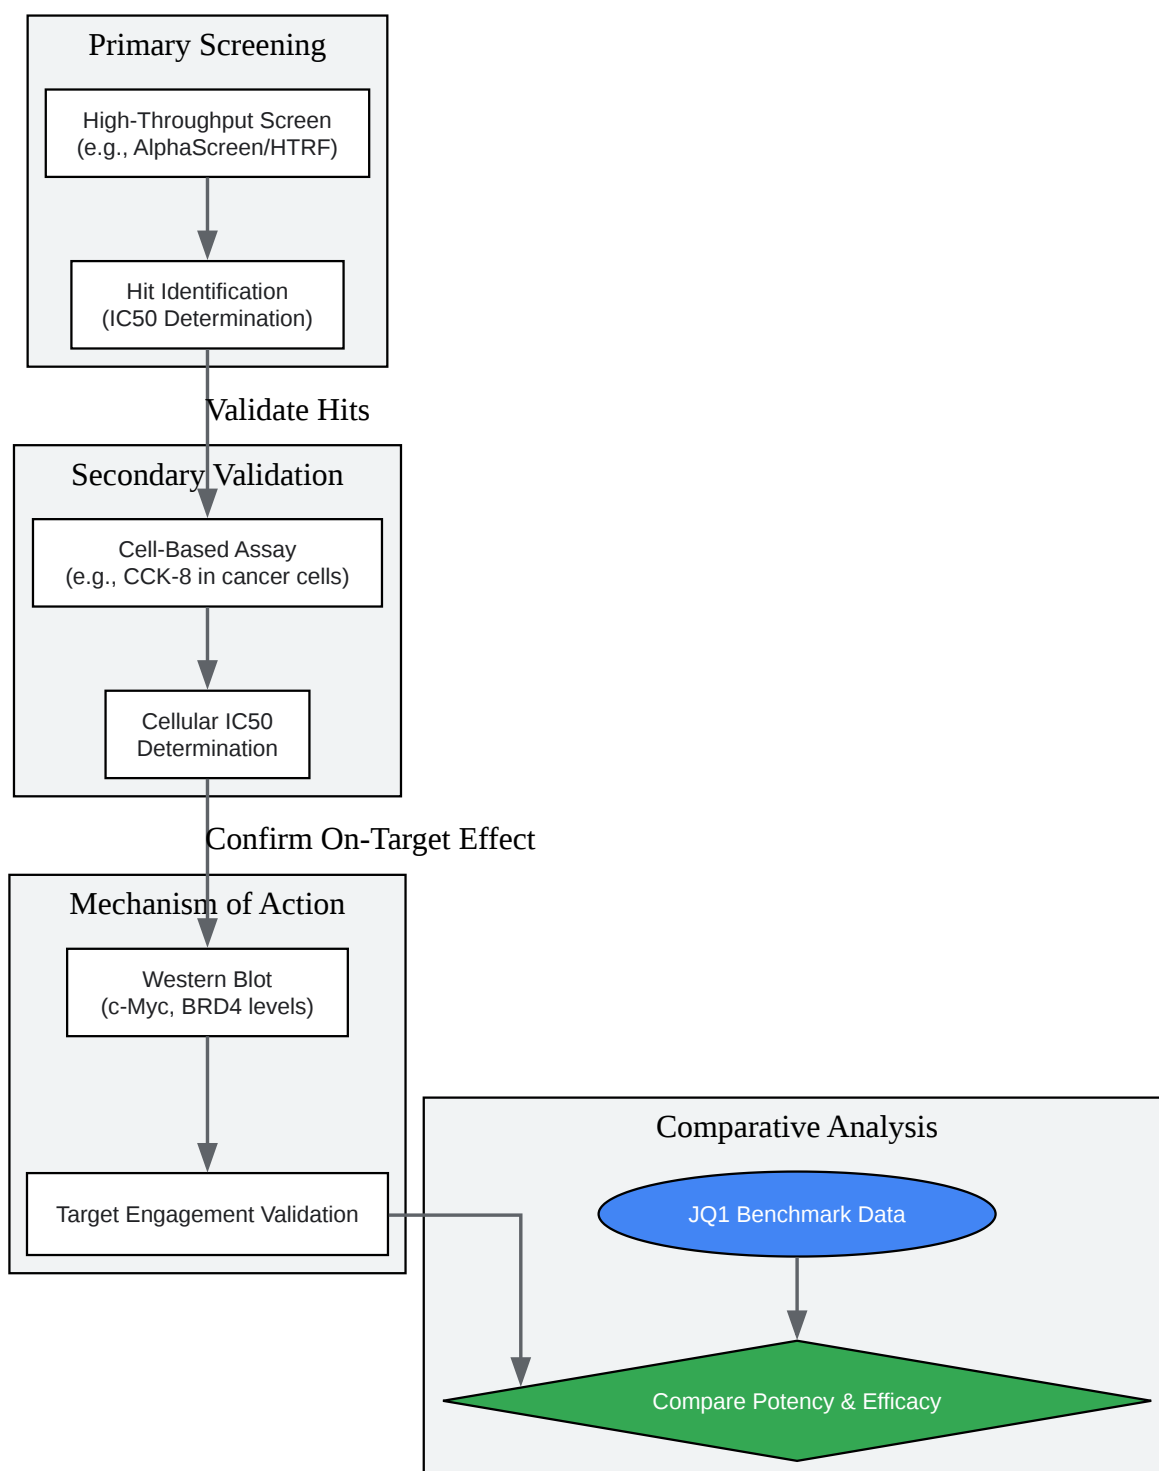 Primary Screening
High-Throughput Screen
(e.g., AlphaScreen/HTRF)
Hit Identification
(IC50 Determination)
Validate Hits
Secondary Validation
Cell-Based Assay
(e.g., CCK-8 in cancer cells)
Cellular IC50
Determination
Confirm On-Target Effect
Mechanism of Action
Western Blot
(c-Myc, BRD4 levels)
Target Engagement Validation
Comparative Analysis
JQ1 Benchmark Data
Compare Potency & Efficacy